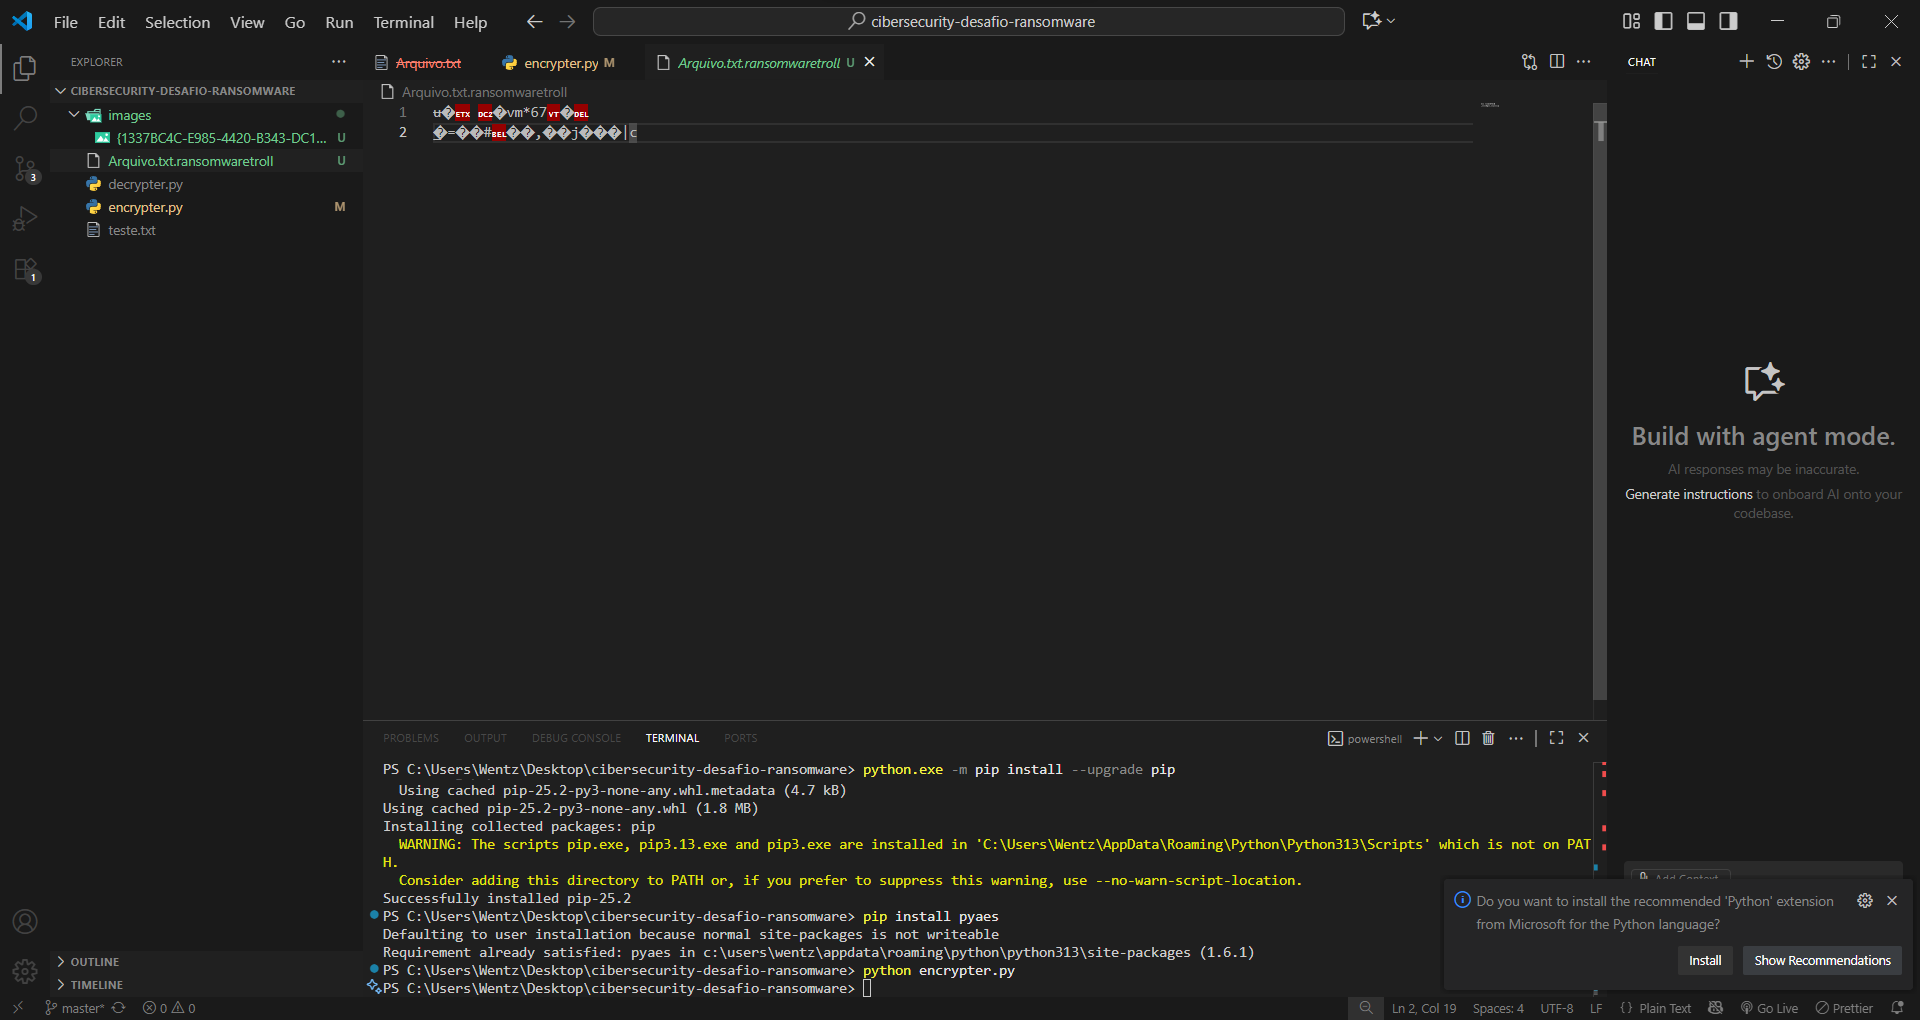 File Edit Selection View Go Run Terminal Help
cibersecurity-desafio-ransomware
EXPLORER
CIBERSECURITY-DESAFIO-RANSOMWARE
images
{1337BC4C-E985-4420-B343-DC1... U
Arquivo.txt.ransomwaretroll U
decrypter.py
encrypter.py M
teste.txt
3
1
OUTLINE
TIMELINE
Arquivo.txt encrypter.py M Arquivo.txt.ransomwaretroll U
Arquivo.txt.ransomwaretroll
1 u�ETX DC2�vm*67VT�DEL
2 �=��#BEL��,��j���|c
PROBLEMS OUTPUT DEBUG CONSOLE TERMINAL PORTS
powershell
PS C:\Users\Wentz\Desktop\cibersecurity-desafio-ransomware> python.exe -m pip install --upgrade pip
Using cached pip-25.2-py3-none-any.whl.metadata (4.7 kB)
Using cached pip-25.2-py3-none-any.whl (1.8 MB)
Installing collected packages: pip
WARNING: The scripts pip.exe, pip3.13.exe and pip3.exe are installed in 'C:\Users\Wentz\AppData\Roaming\Python\Python313\Scripts' which is not on PAT
H.
Consider adding this directory to PATH or, if you prefer to suppress this warning, use --no-warn-script-location.
Successfully installed pip-25.2
PS C:\Users\Wentz\Desktop\cibersecurity-desafio-ransomware> pip install pyaes
Defaulting to user installation because normal site-packages is not writeable
Requirement already satisfied: pyaes in c:\users\wentz\appdata\roaming\python\python313\site-packages (1.6.1)
PS C:\Users\Wentz\Desktop\cibersecurity-desafio-ransomware> python encrypter.py
PS C:\Users\Wentz\Desktop\cibersecurity-desafio-ransomware>
CHAT
Build with agent mode.
AI responses may be inaccurate.
Generate instructions to onboard AI onto your
codebase.
Add Context...
Do you want to install the recommended 'Python' extension
from Microsoft for the Python language?
Install Show Recommendations
master* 0 0 Ln 2, Col 19 Spaces: 4 UTF-8 LF {} Plain Text Go Live Prettier